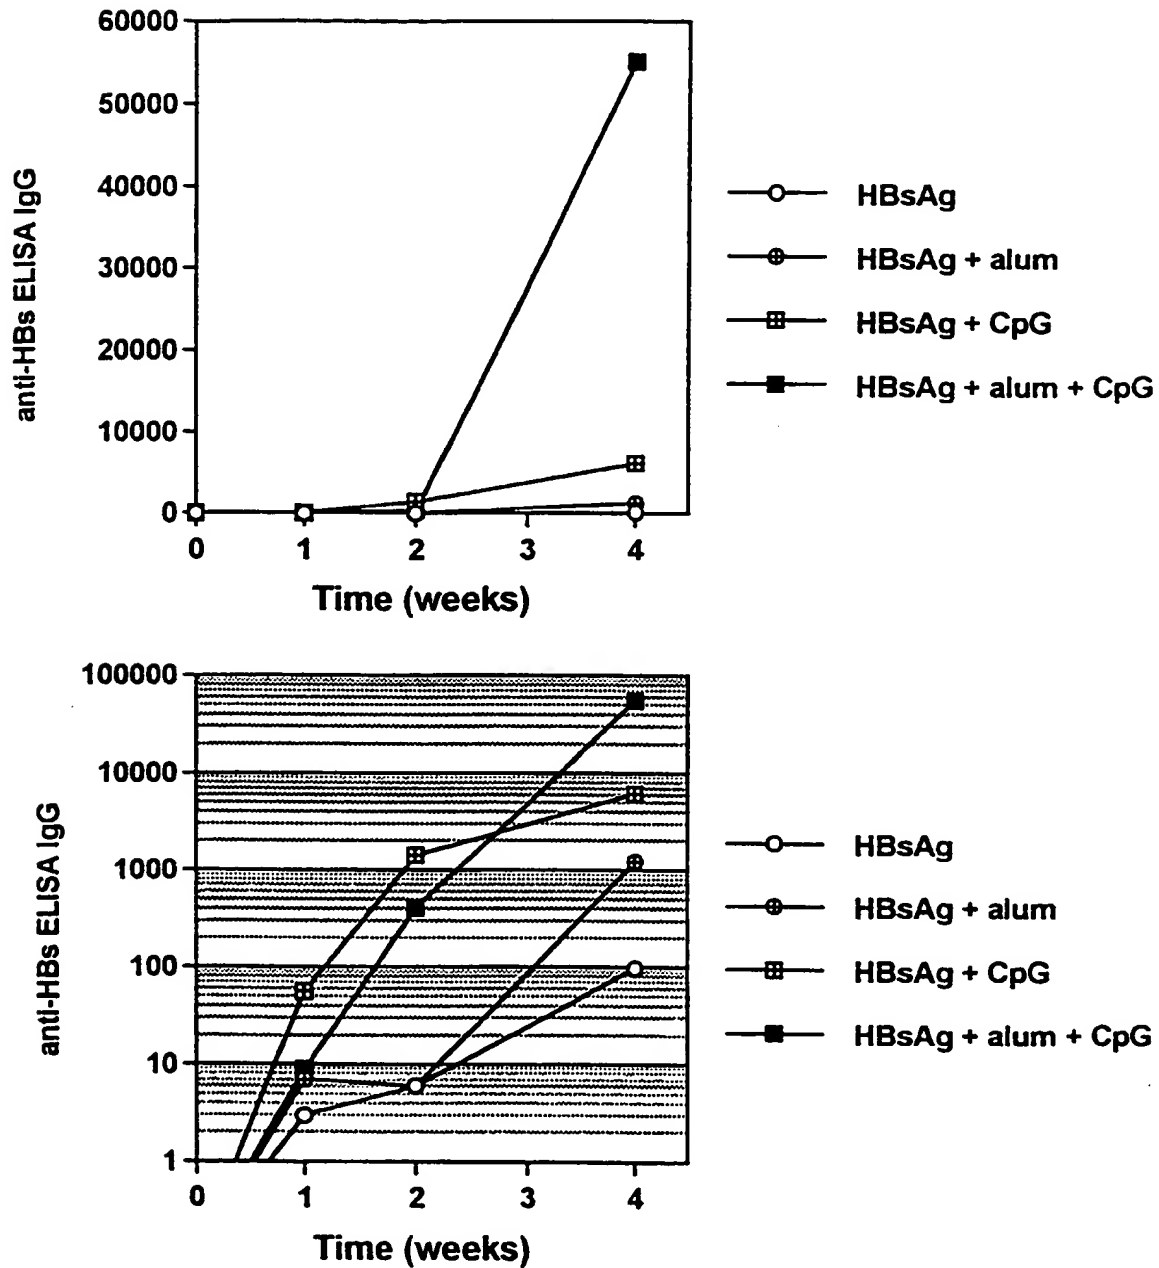 60000
50000
40000
30000
20000
10000
0
anti-HBs ELISA IgG
0 1 2 3 4
Time (weeks)
HBsAg
HBsAg + alum
HBsAg + CpG
HBsAg + alum + CpG
100000
10000
1000
100
10
1
anti-HBs ELISA IgG
0 1 2 3 4
Time (weeks)
HBsAg
HBsAg + alum
HBsAg + CpG
HBsAg + alum + CpG